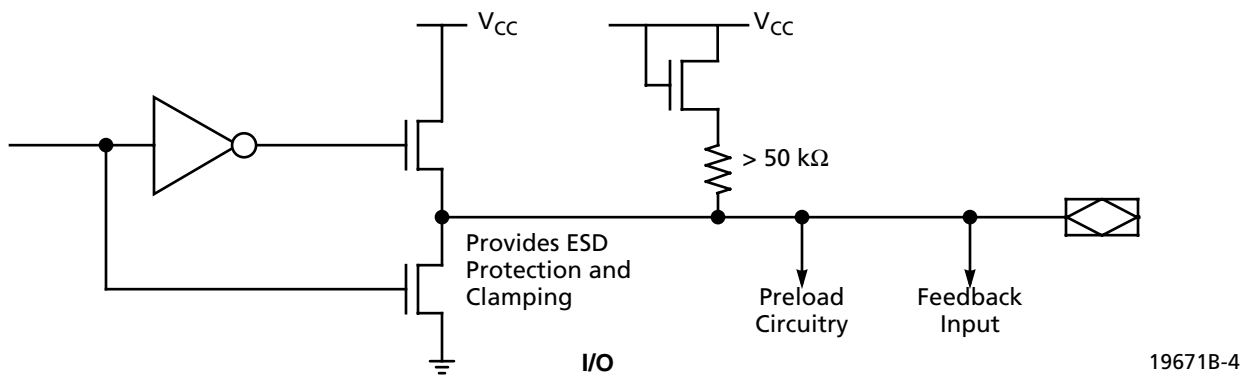 V_CC
V_CC
> 50 kΩ
Provides ESD
Protection and
Clamping
Preload
Circuitry
Feedback
Input
I/O
19671B-4